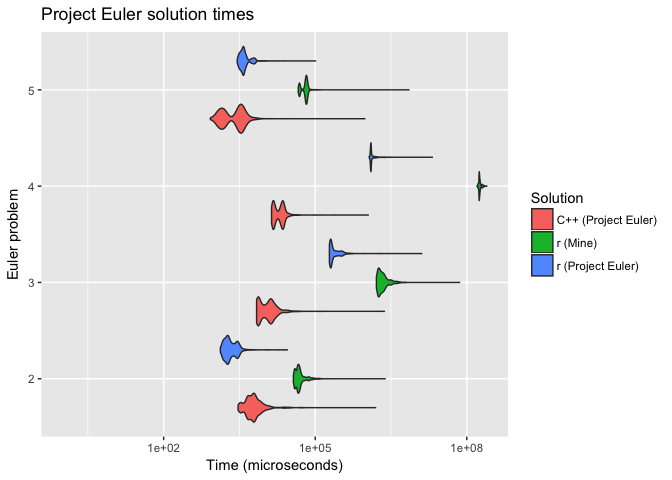 Project Euler solution times
Euler problem
5
4
3
2
1e+02
1e+05
1e+08
Time (microseconds)
Solution
C++ (Project Euler)
r (Mine)
r (Project Euler)